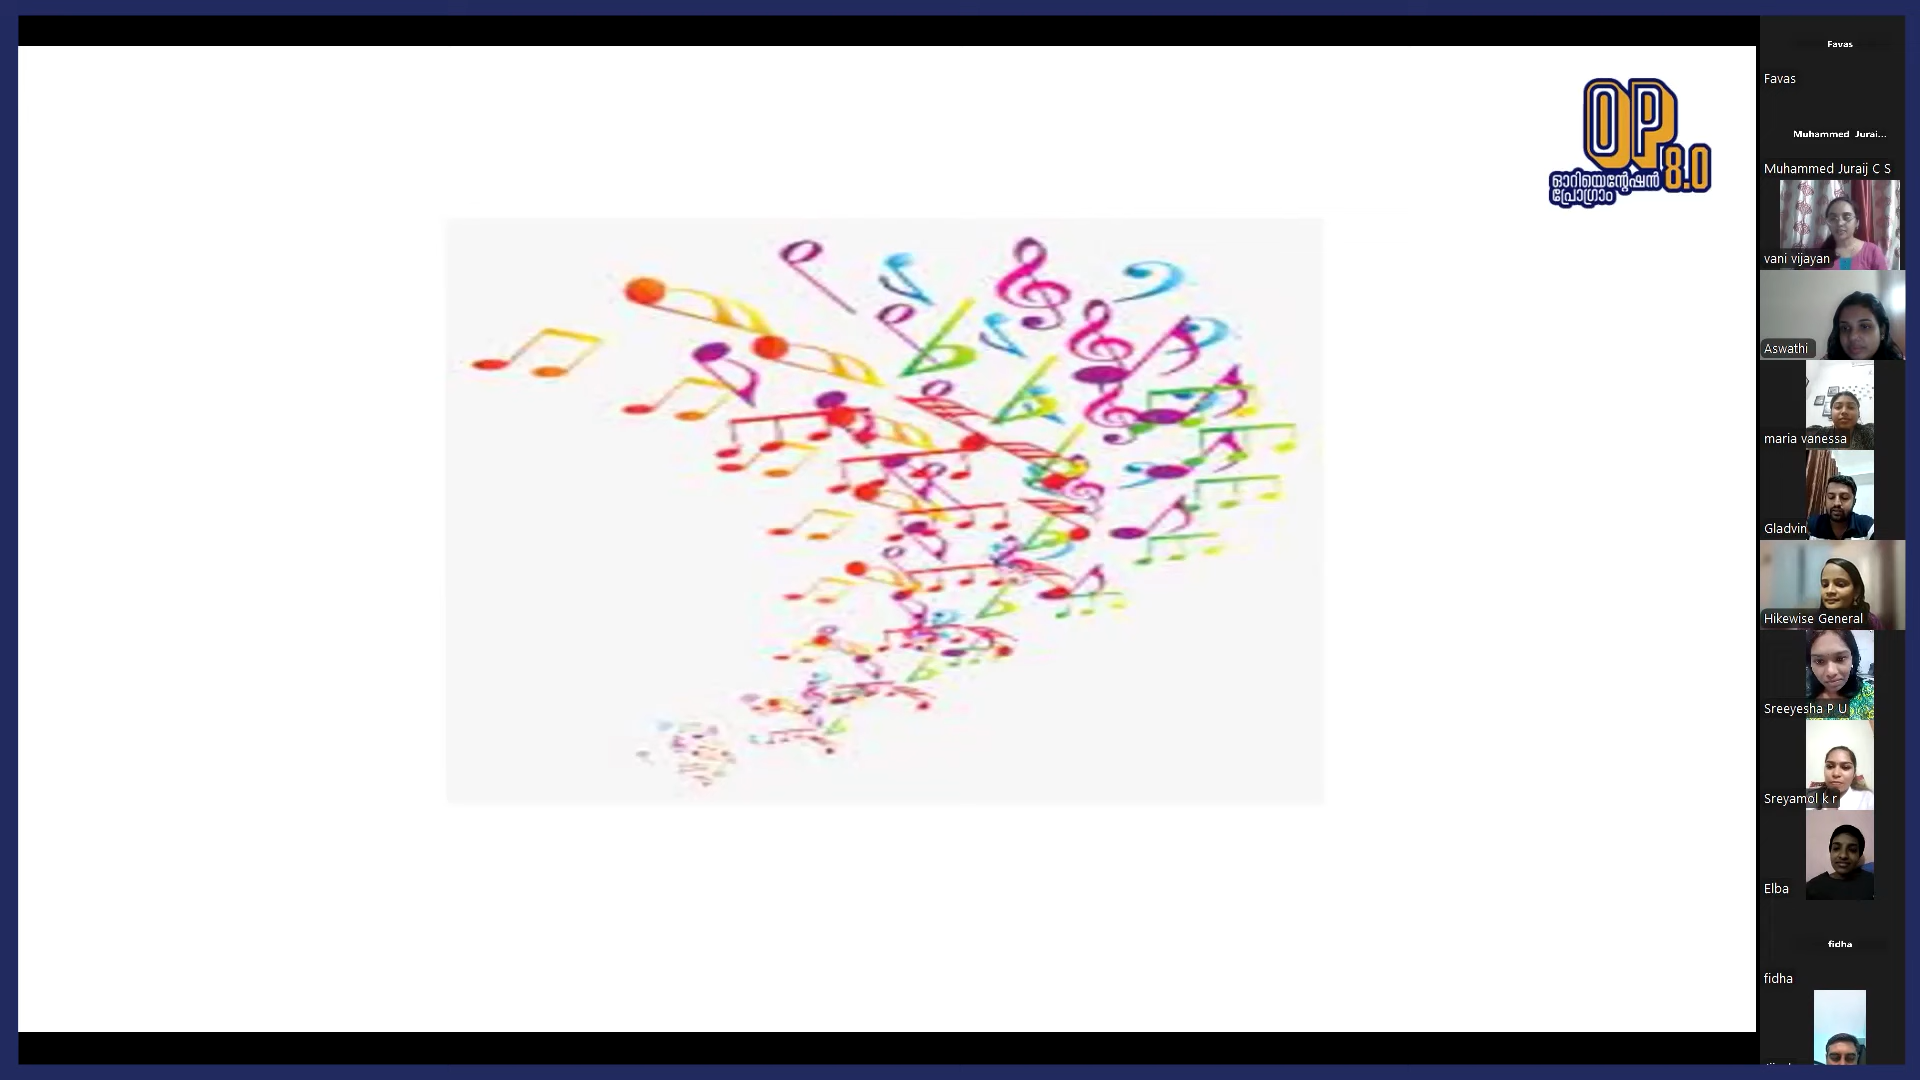 OP
8.0
ഓറിയെന്റേഷൻ
പ്രോഗ്രാം
Favas
Favas
Muhammed Jurai...
Muhammed Juraij C S
vani vijayan
Aswathi
maria vanessa
Gladvin
Hikewise General
Sreeyesha P U
Sreyamol k r
Elba
fidha
fidha